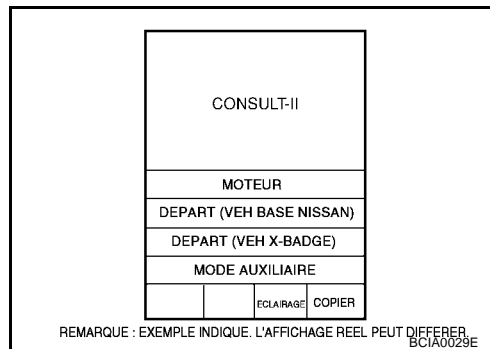 CONSULT-II
MOTEUR
DEPART (VEH BASE NISSAN)
DEPART (VEH X-BADGE)
MODE AUXILIAIRE
ECLAIRAGE COPIER
REMARQUE : EXEMPLE INDIQUE. L'AFFICHAGE REEL PEUT DIFFERER.
BCIA0029E